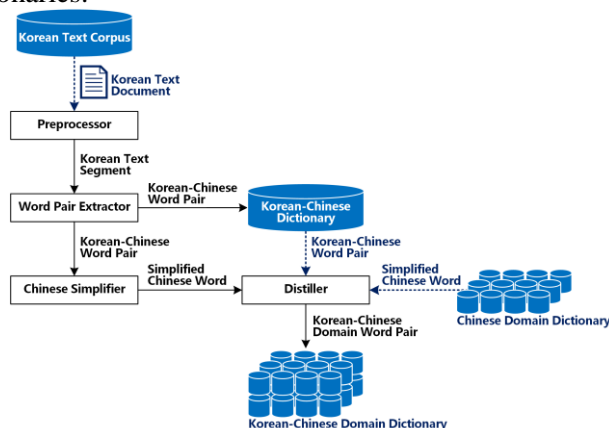 onaries.
Korean Text Corpus
Korean Text
Document
Preprocessor
Korean Text
Segment
Word Pair Extractor
Korean-Chinese
Word Pair
Korean-Chinese
Dictionary
Korean-Chinese
Word Pair
Korean-Chinese
Word Pair
Chinese Simplifier
Simplified
Chinese Word
Distiller
Simplified
Chinese Word
Chinese Domain Dictionary
Korean-Chinese
Domain Word Pair
Korean-Chinese Domain Dictionary